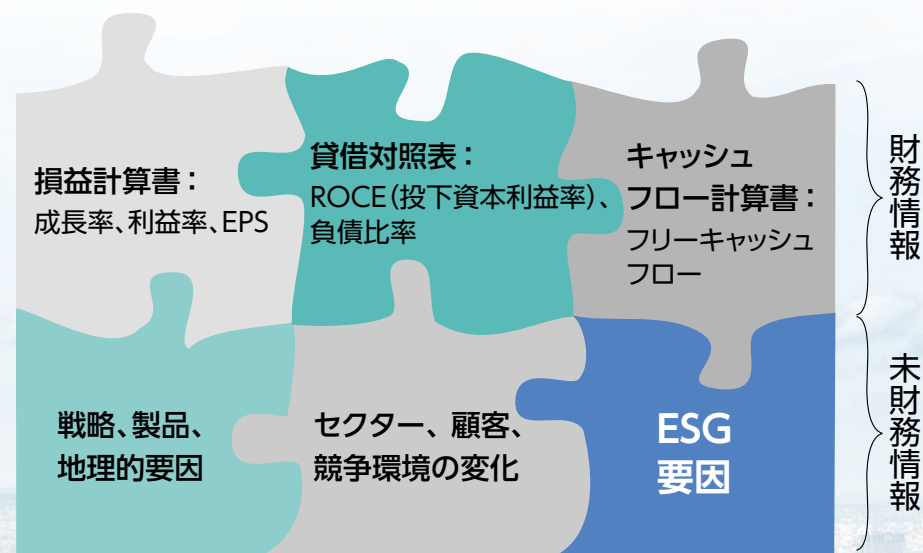 損益計算書：
成長率、利益率、EPS
貸借対照表：
ROCE（投下資本利益率）、
負債比率
キャッシュ
フロー計算書：
フリーキャッシュ
フロー
財務情報
戦略、製品、
地理的要因
セクター、顧客、
競争環境の変化
ESG
要因
未財務情報